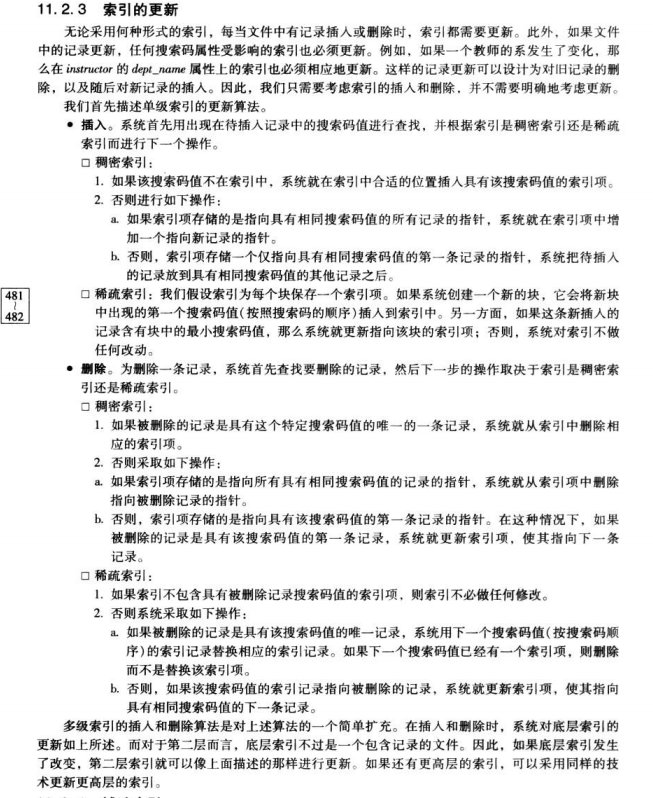 11.2.3 索引的更新
无论采用何种形式的索引，每当文件中有记录插入或删除时，索引都需要更新。此外，如果文件
中的记录更新，任何搜索码属性受影响的索引也必须更新。例如，如果一个教师的系发生了变化，那
么在 instructor 的 dept_name 属性上的索引也必须相应地更新。这样的记录更新可以设计为对旧记录的删
除，以及随后对新记录的插入。因此，我们只需要考虑索引的插入和删除，并不需要明确地考虑更新。
我们首先描述单级索引的更新算法。
● 插入。系统首先用出现在待插入记录中的搜索码值进行查找，并根据索引是稠密索引还是稀疏
索引而进行下一个操作。
□ 稠密索引：
1. 如果该搜索码值不在索引中，系统就在索引中合适的位置插入具有该搜索码值的索引项。
2. 否则进行如下操作：
a. 如果索引项存储的是指向具有相同搜索码值的所有记录的指针，系统就在索引项中增
加一个指向新记录的指针。
b. 否则，索引项存储一个仅指向具有相同搜索码值的第一条记录的指针，系统把待插入
的记录放到具有相同搜索码值的其他记录之后。
481
≀
482
□ 稀疏索引：我们假设索引为每个块保存一个索引项。如果系统创建一个新的块，它会将新块
中出现的第一个搜索码值(按照搜索码的顺序)插入到索引中。另一方面，如果这条新插入的
记录含有块中的最小搜索码值，那么系统就更新指向该块的索引项；否则，系统对索引不做
任何改动。
● 删除。为删除一条记录，系统首先查找要删除的记录，然后下一步的操作取决于索引是稠密索
引还是稀疏索引。
□ 稠密索引：
1. 如果被删除的记录是具有这个特定搜索码值的唯一的一条记录，系统就从索引中删除相
应的索引项。
2. 否则采取如下操作：
a. 如果索引项存储的是指向所有具有相同搜索码值的记录的指针，系统就从索引项中删除
指向被删除记录的指针。
b. 否则，索引项存储的是指向具有该搜索码值的第一条记录的指针。在这种情况下，如果
被删除的记录是具有该搜索码值的第一条记录，系统就更新索引项，使其指向下一条
记录。
□ 稀疏索引：
1. 如果索引不包含具有被删除记录搜索码值的索引项，则索引不必做任何修改。
2. 否则系统采取如下操作：
a. 如果被删除的记录是具有该搜索码值的唯一记录，系统用下一个搜索码值(按搜索码顺
序)的索引记录替换相应的索引记录。如果下一个搜索码值已经有一个索引项，则删除
而不是替换该索引项。
b. 否则，如果该搜索码值的索引记录指向被删除的记录，系统就更新索引项，使其指向
具有相同搜索码值的下一条记录。
多级索引的插入和删除算法是对上述算法的一个简单扩充。在插入和删除时，系统对底层索引的
更新如上所述。而对于第二层而言，底层索引不过是一个包含记录的文件。因此，如果底层索引发生
了改变，第二层索引就可以像上面描述的那样进行更新。如果还有更高层的索引，可以采用同样的技
术更新更高层的索引。